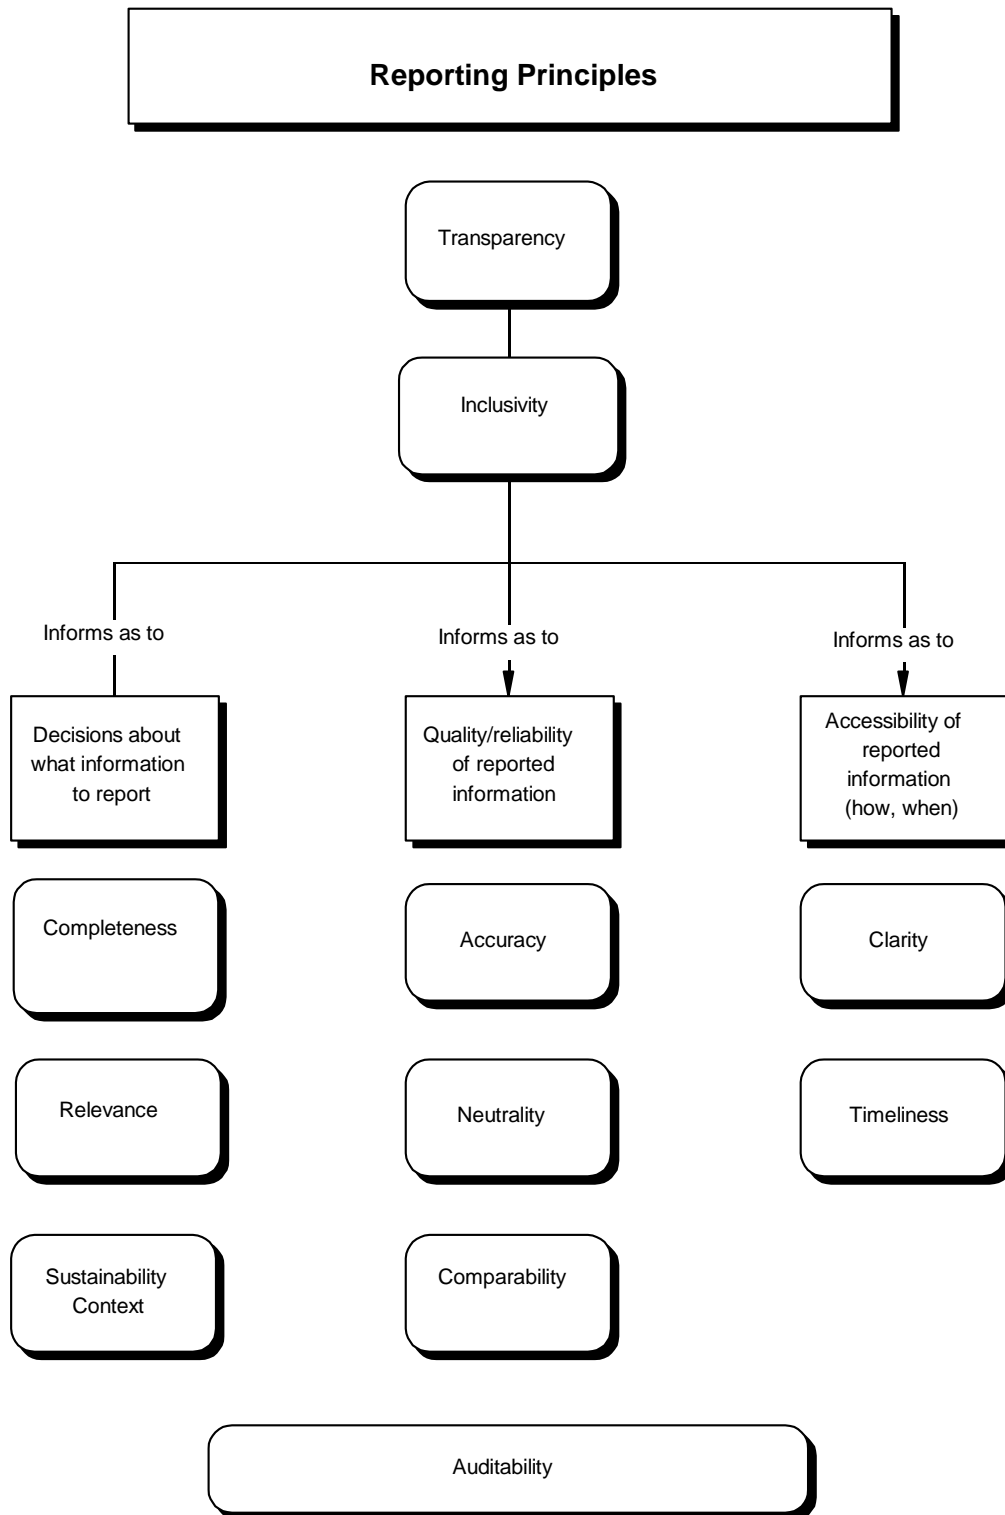 Reporting Principles
Transparency
Inclusivity
Informs as to
Informs as to
Informs as to
Decisions about
what information
to report
Quality/reliability
of reported
information
Accessibility of
reported
information
(how, when)
Completeness
Accuracy
Clarity
Relevance
Neutrality
Timeliness
Sustainability
Context
Comparability
Auditability